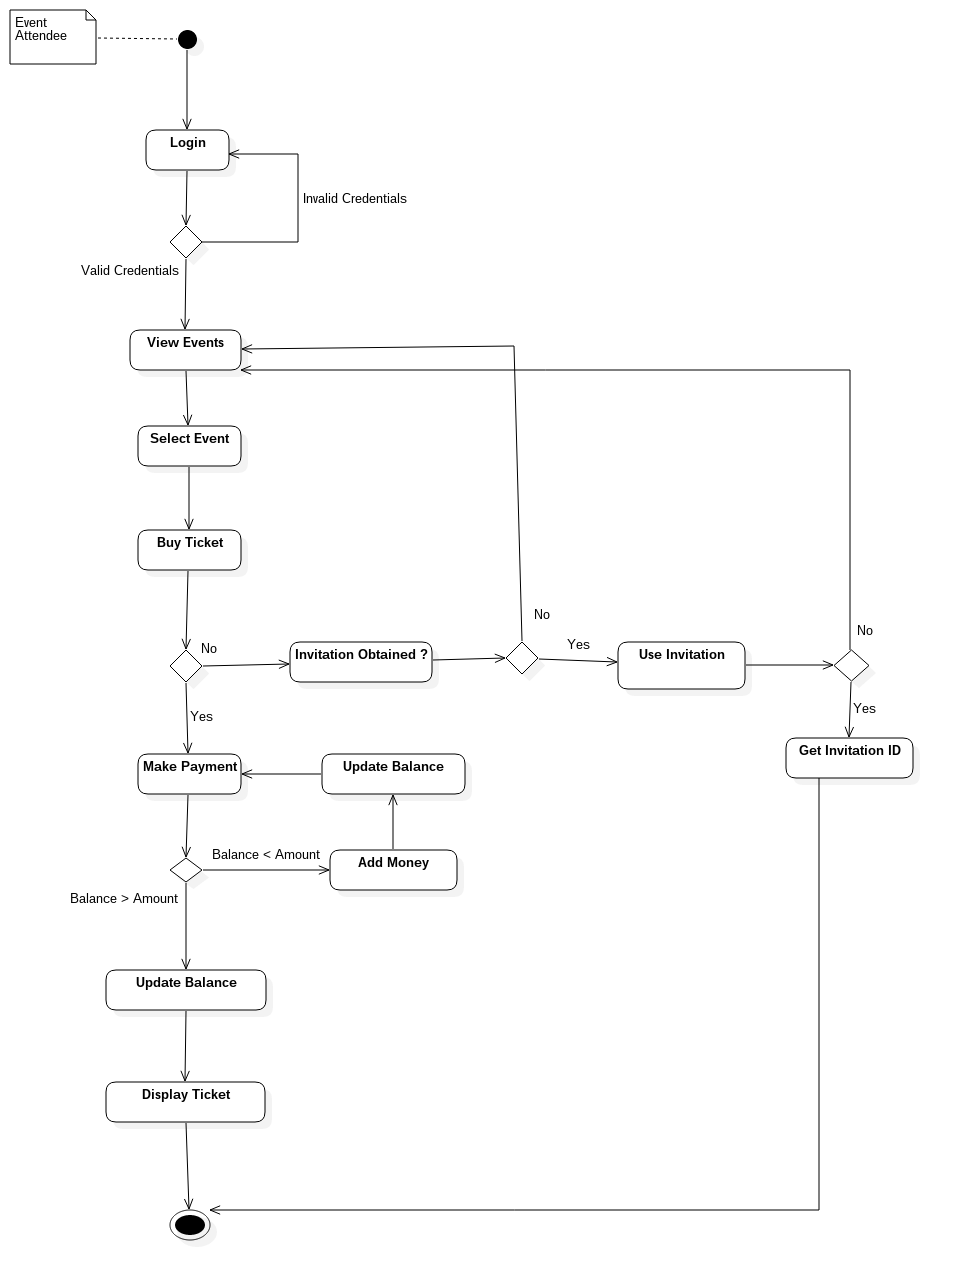 Event
Attendee
Login
Invalid Credentials
Valid Credentials
View Events
Select Event
Buy Ticket
No
No
Yes
No
Invitation Obtained ?
Use Invitation
Yes
Yes
Get Invitation ID
Make Payment
Update Balance
Balance < Amount
Add Money
Balance > Amount
Update Balance
Display Ticket